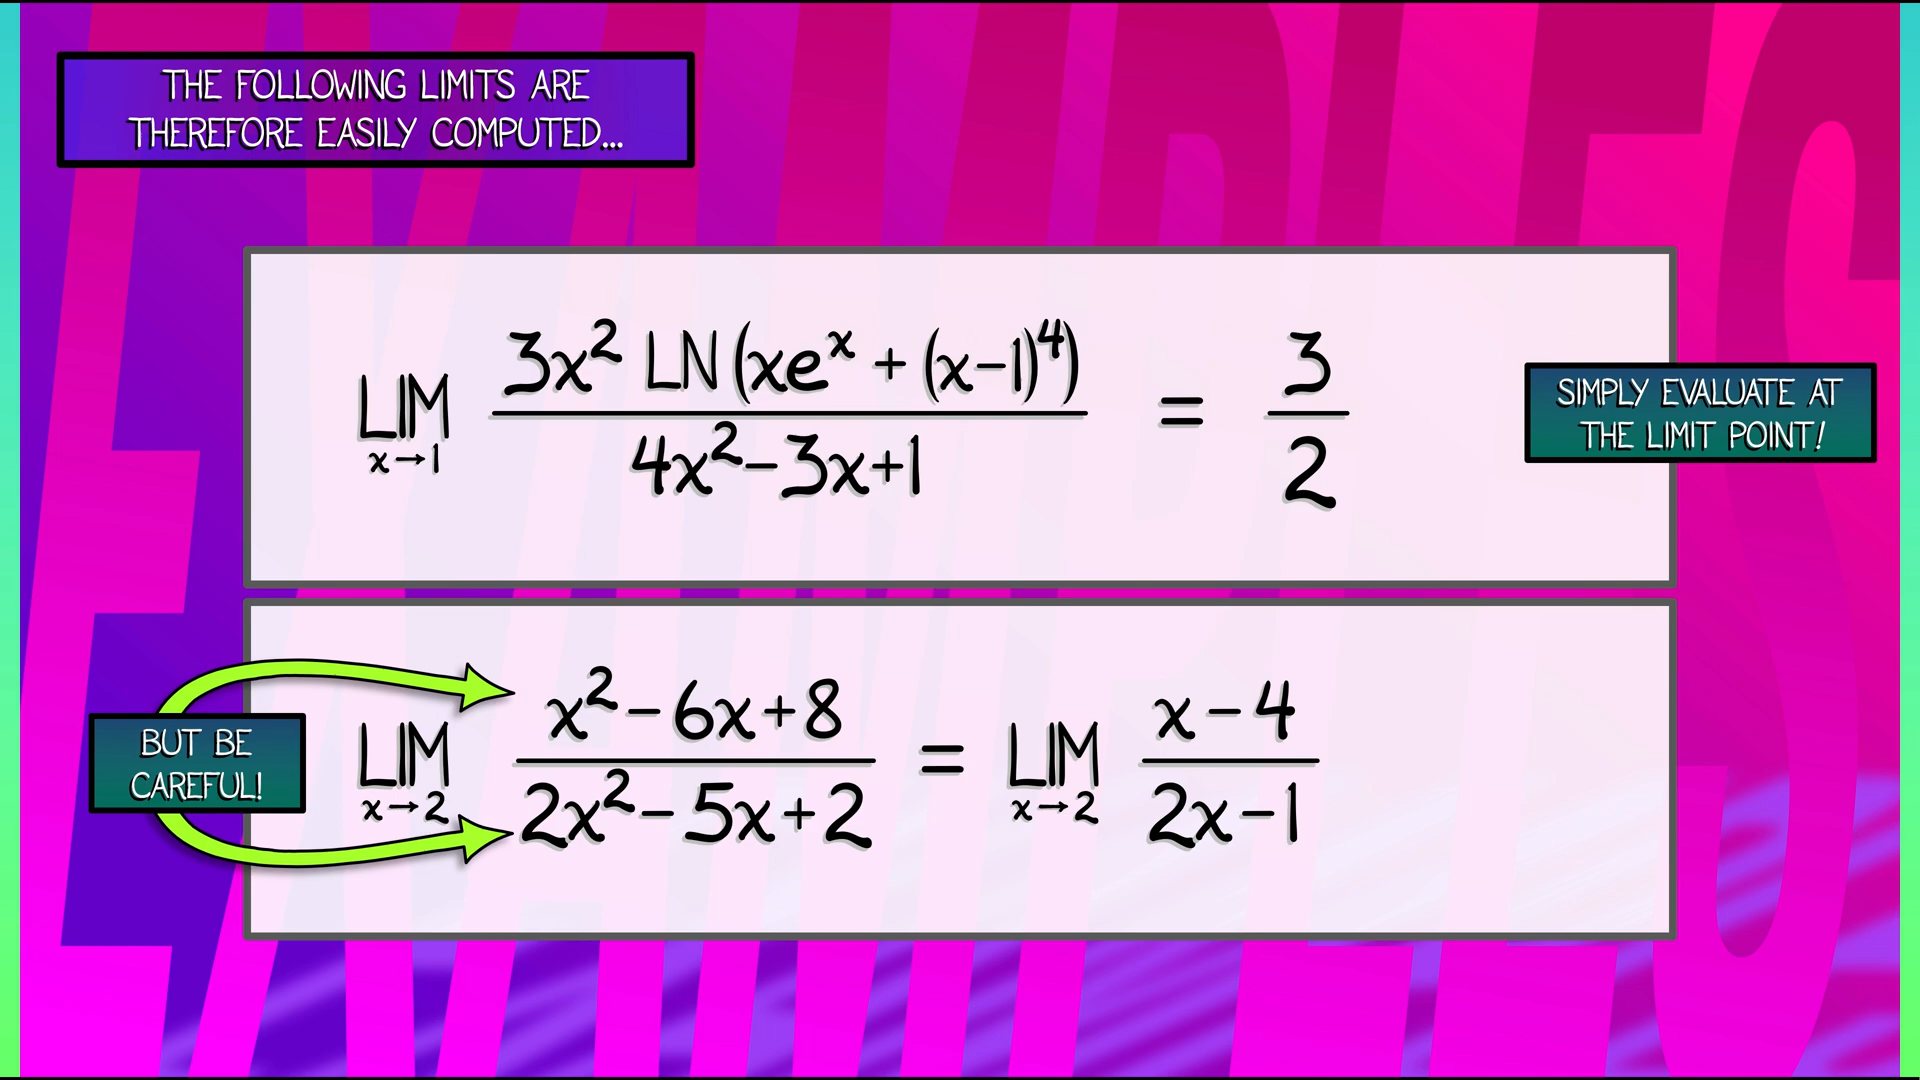 THE FOLLOWING LIMITS ARE
THEREFORE EASILY COMPUTED...
LIM x→1 3x² LN(xeˣ + (x−1)⁴) / 4x²−3x+1 = 3/2
SIMPLY EVALUATE AT
THE LIMIT POINT!
BUT BE
CAREFUL!
LIM x→2 x²−6x+8 / 2x²−5x+2 = LIM x→2 x−4 / 2x−1
EXAMPLES